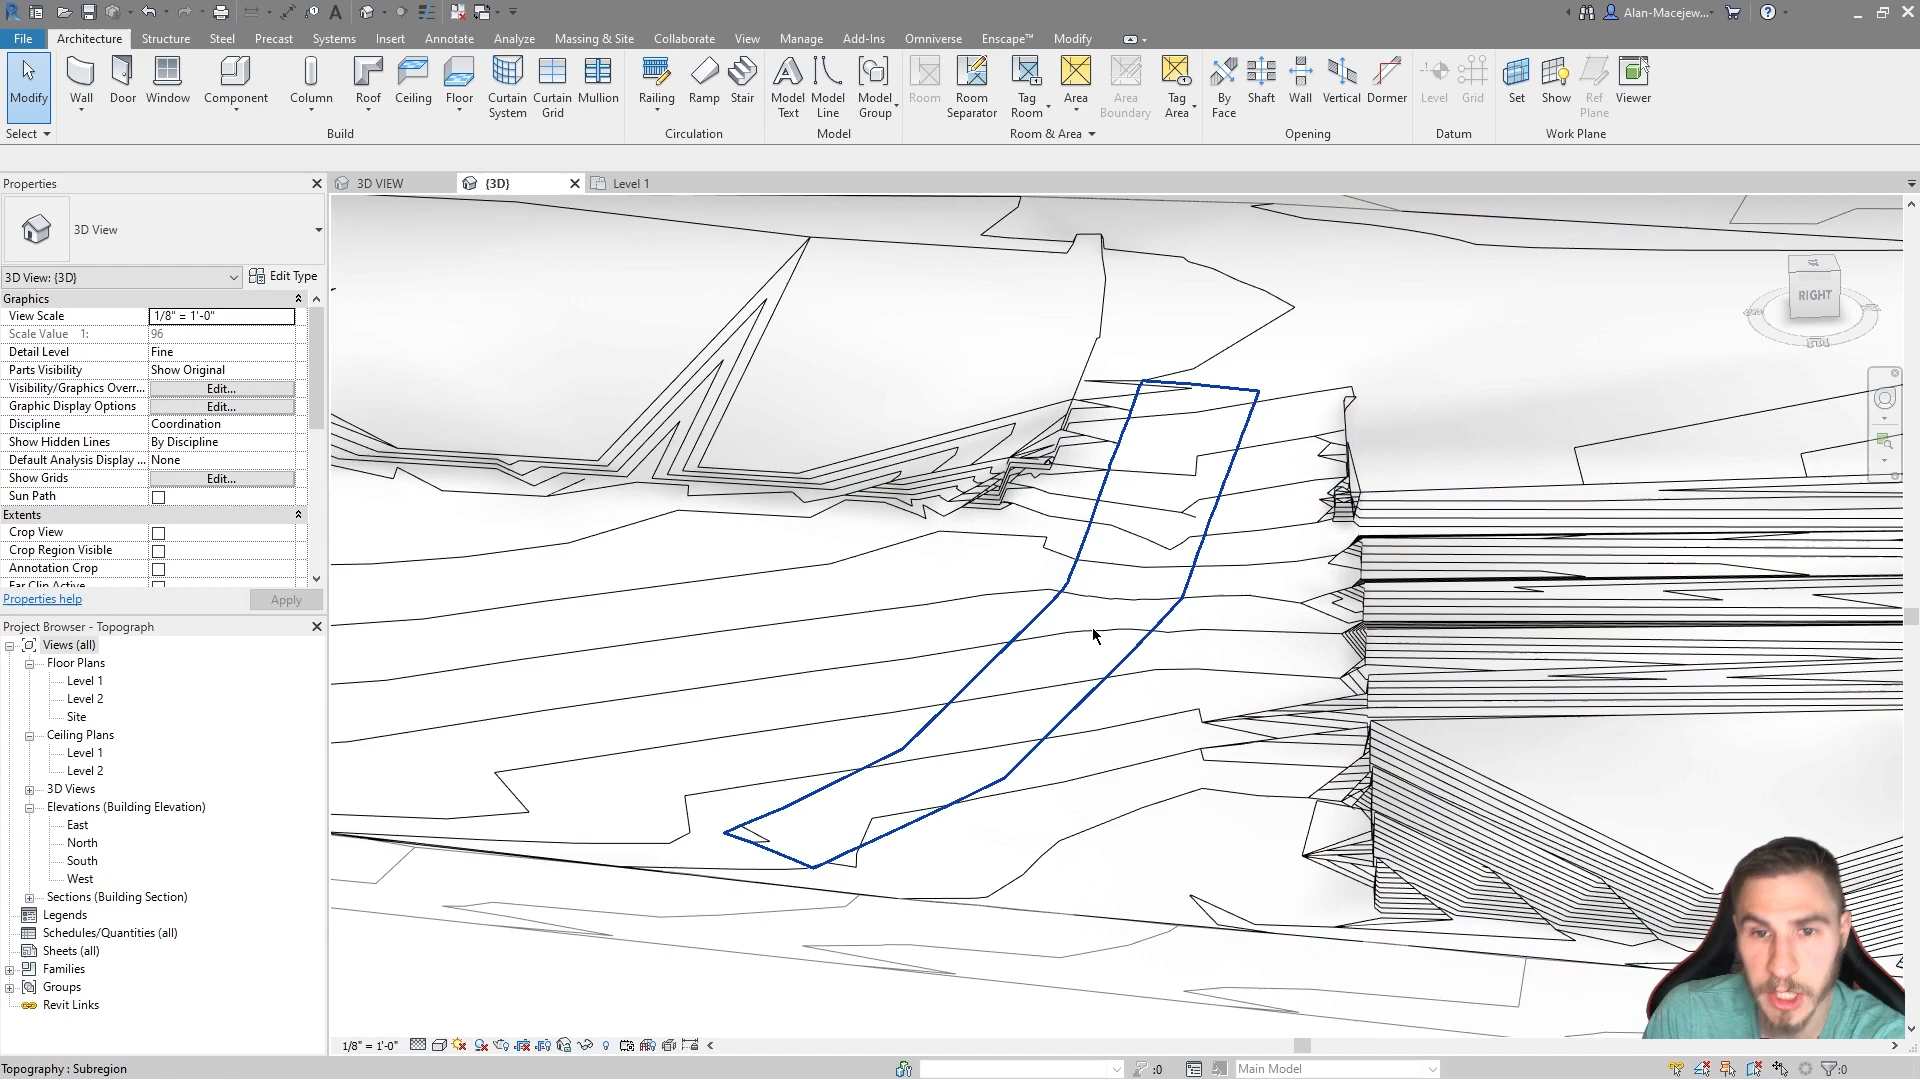 Alan-Macejew...
File Architecture Structure Steel Precast Systems Insert Annotate Analyze Massing & Site Collaborate View Manage Add-Ins Omniverse Enscape™ Modify
Modify Wall Door Window Component Column Roof Ceiling Floor Curtain System Curtain Grid Mullion Railing Ramp Stair Model Text Model Line Model Group Room Room Separator Tag Room Area Area Boundary Tag Area By Face Shaft Wall Vertical Dormer Level Grid Set Show Ref Plane Viewer
Select Build Circulation Model Room & Area Opening Datum Work Plane
Properties
3D VIEW {3D} Level 1
3D View
3D View: {3D} Edit Type
Graphics
View Scale 1/8" = 1'-0"
Scale Value 1: 96
Detail Level Fine
Parts Visibility Show Original
Visibility/Graphics Overr... Edit...
Graphic Display Options Edit...
Discipline Coordination
Show Hidden Lines By Discipline
Default Analysis Display ... None
Show Grids Edit...
Sun Path
Extents
Crop View
Crop Region Visible
Annotation Crop
Far Clip Active
Properties help Apply
Project Browser - Topograph
Views (all)
Floor Plans
Level 1
Level 2
Site
Ceiling Plans
Level 1
Level 2
3D Views
Elevations (Building Elevation)
East
North
South
West
Sections (Building Section)
Legends
Schedules/Quantities (all)
Sheets (all)
Families
Groups
Revit Links
RIGHT
1/8" = 1'-0"
Topography : Subregion
:0
Main Model
:0